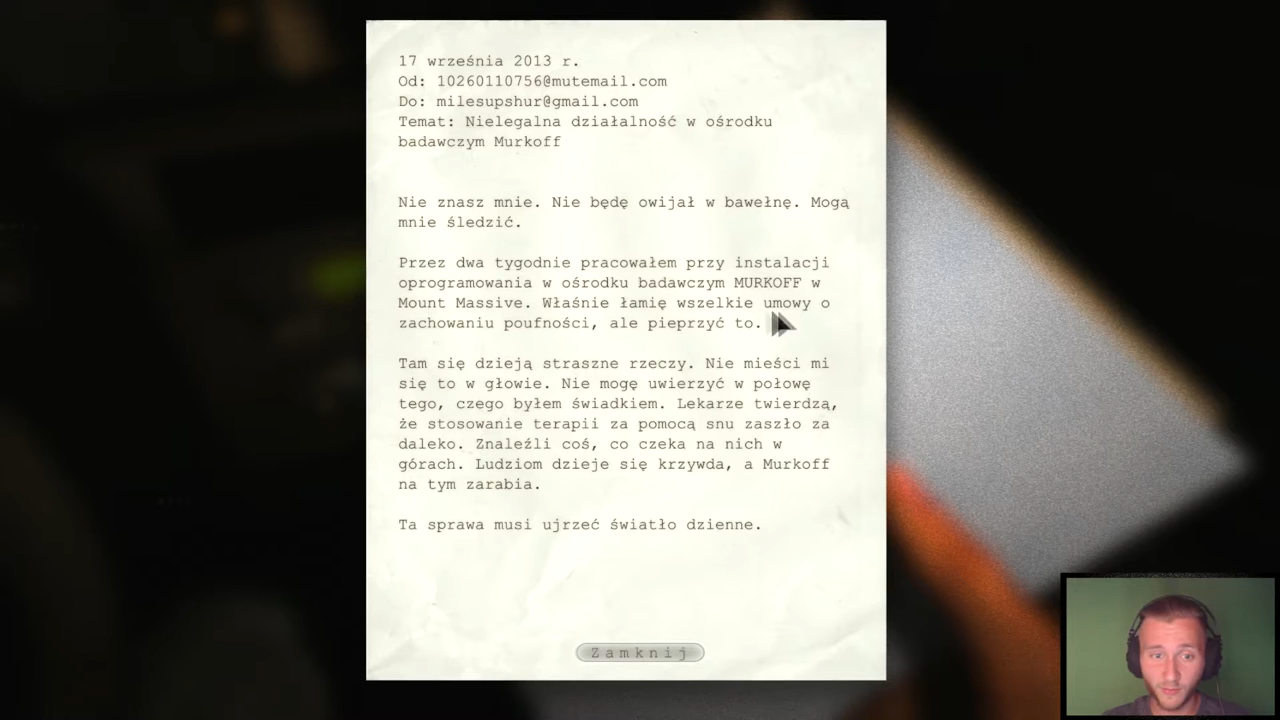 17 września 2013 r.
Od: 10260110756@mutemail.com
Do: milesupshur@gmail.com
Temat: Nielegalna działalność w ośrodku
badawczym Murkoff
Nie znasz mnie. Nie będę owijał w bawełnę. Mogą
mnie śledzić.
Przez dwa tygodnie pracowałem przy instalacji
oprogramowania w ośrodku badawczym MURKOFF w
Mount Massive. Właśnie łamię wszelkie umowy o
zachowaniu poufności, ale pieprzyć to.
Tam się dzieją straszne rzeczy. Nie mieści mi
się to w głowie. Nie mogę uwierzyć w połowę
tego, czego byłem świadkiem. Lekarze twierdzą,
że stosowanie terapii za pomocą snu zaszło za
daleko. Znaleźli coś, co czeka na nich w
górach. Ludziom dzieje się krzywda, a Murkoff
na tym zarabia.
Ta sprawa musi ujrzeć światło dzienne.
Zamknij